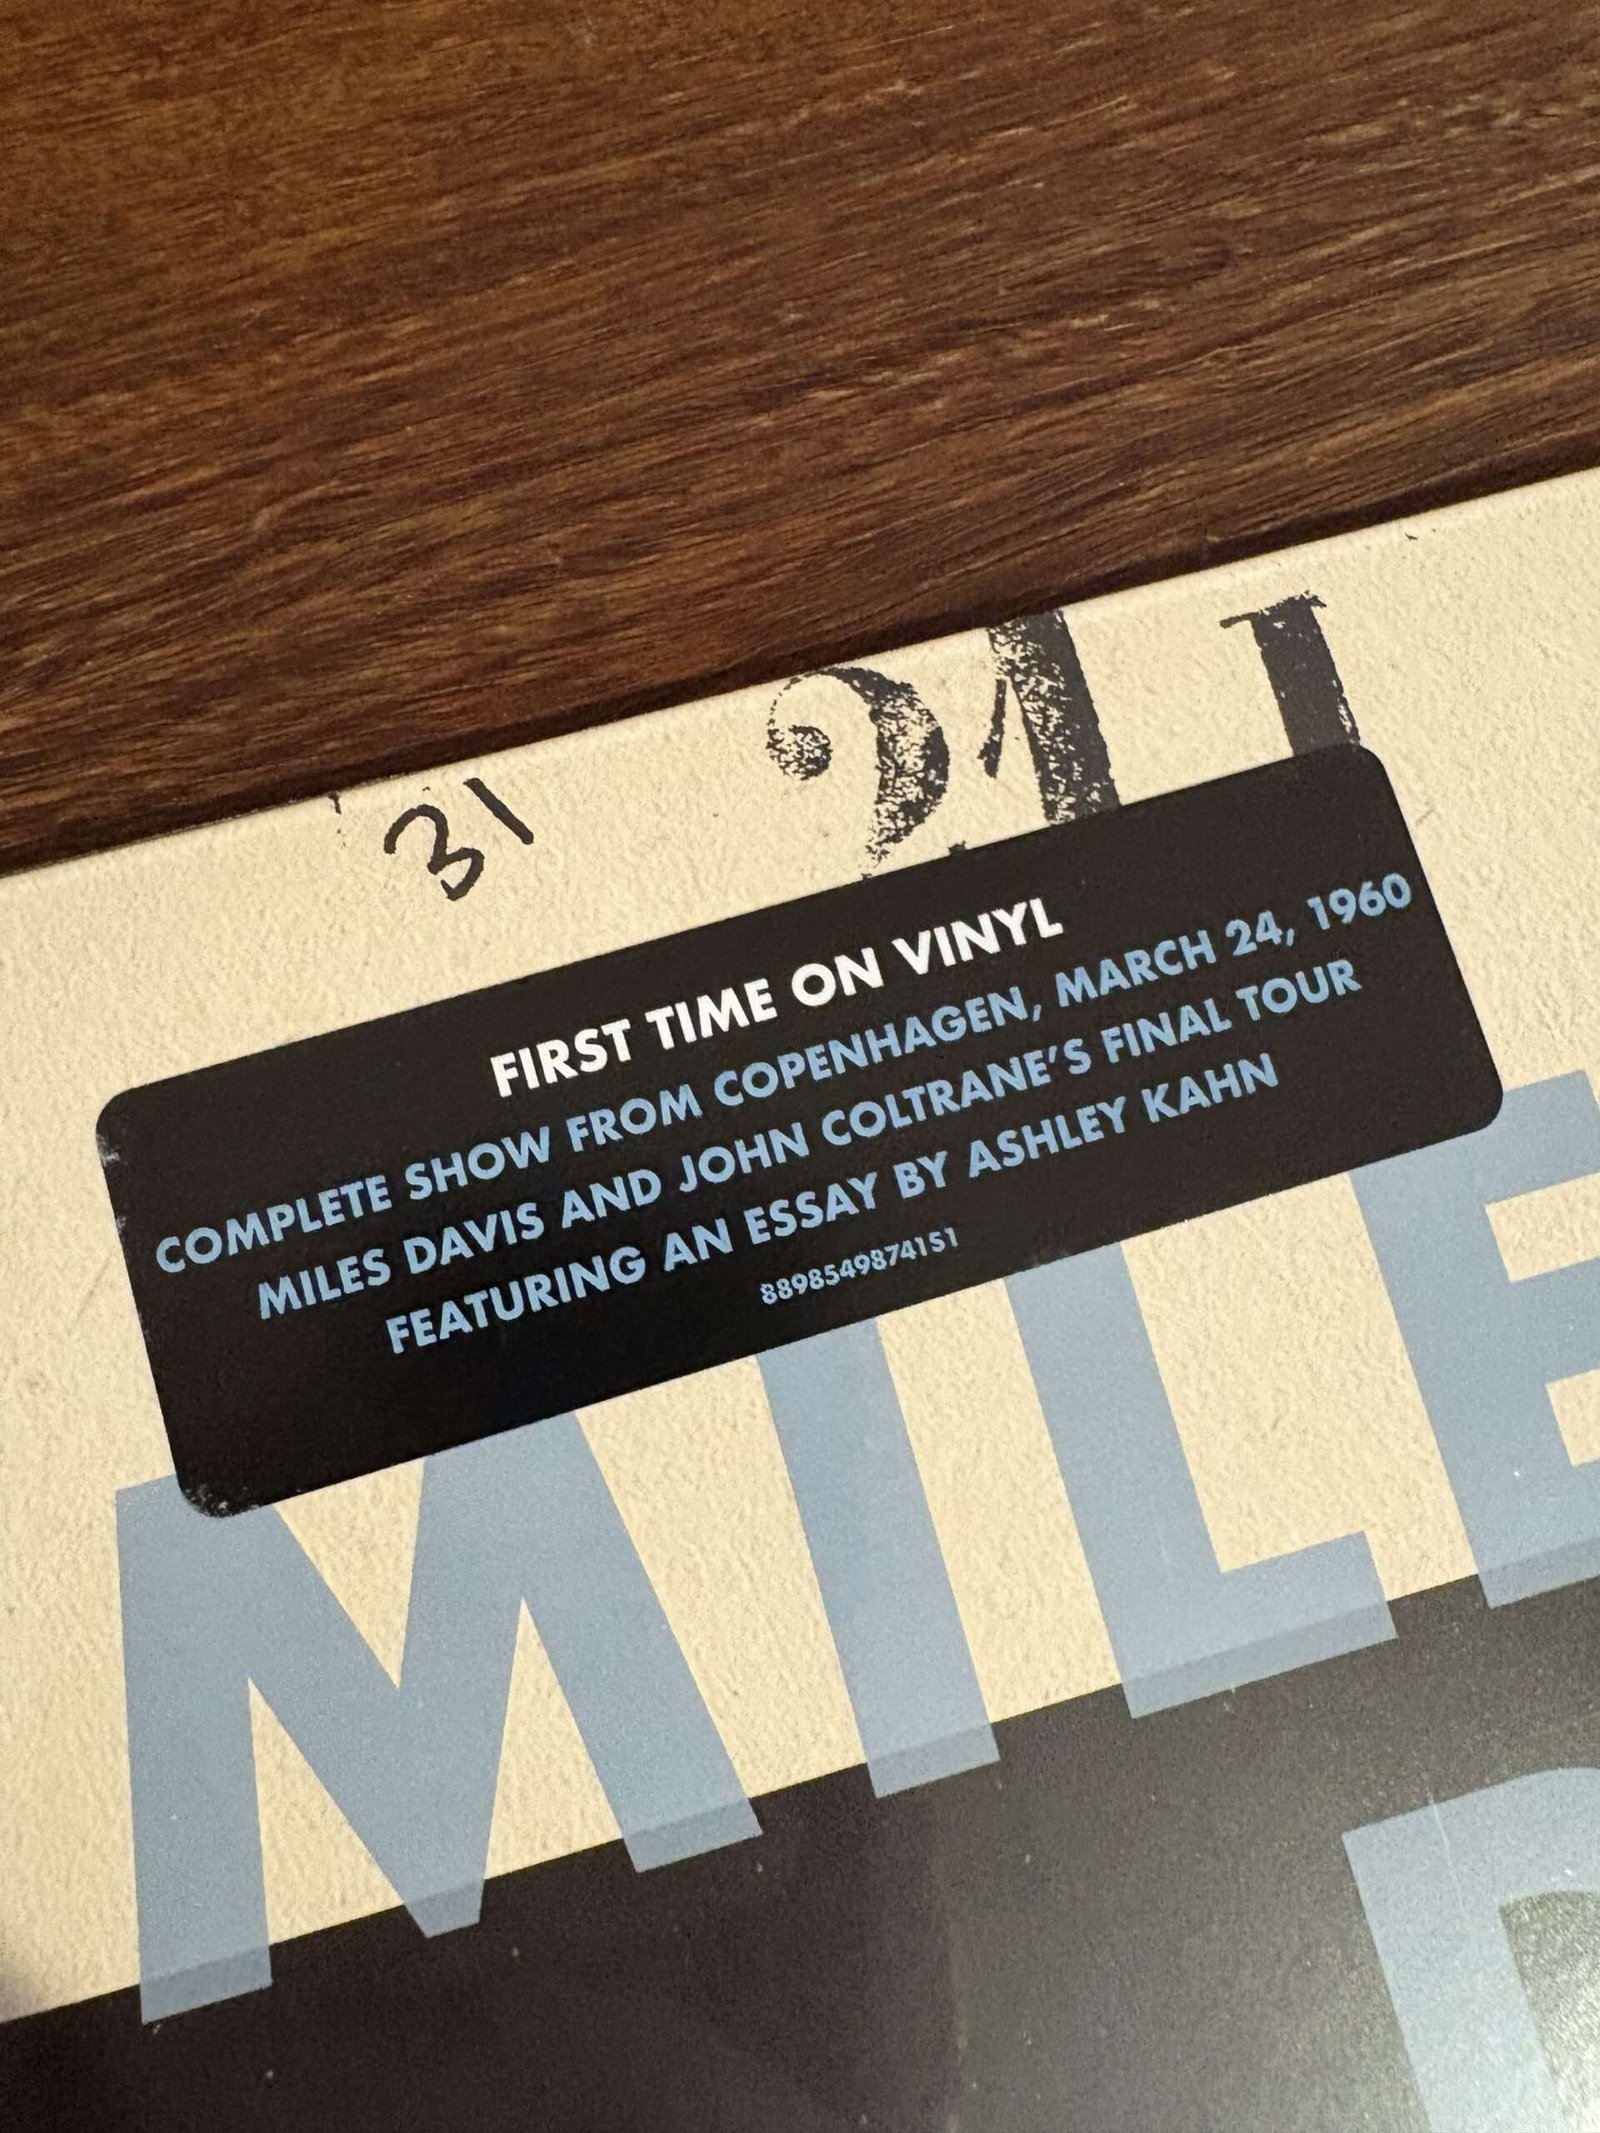 31
FIRST TIME ON VINYL
COMPLETE SHOW FROM COPENHAGEN, MARCH 24, 1960
MILES DAVIS AND JOHN COLTRANE'S FINAL TOUR
FEATURING AN ESSAY BY ASHLEY KAHN
8898549874151
MILE